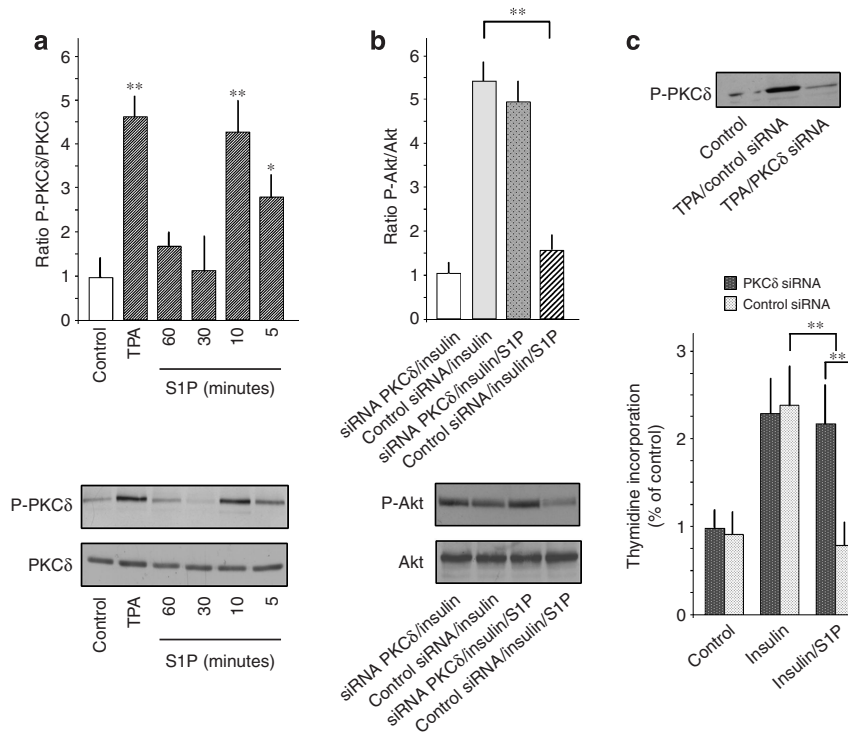 a
Ratio P-PKCδ/PKCδ
6
5
4
3
2
1
0
**
**
*
Control
TPA
60
30
10
5
S1P (minutes)
P-PKCδ
PKCδ
Control
TPA
60
30
10
5
S1P (minutes)
b
**
Ratio P-Akt/Akt
6
5
4
3
2
1
0
siRNA PKCδ/insulin
Control siRNA/insulin
siRNA PKCδ/insulin/S1P
Control siRNA/insulin/S1P
P-Akt
Akt
siRNA PKCδ/insulin
Control siRNA/insulin
siRNA PKCδ/insulin/S1P
Control siRNA/insulin/S1P
c
P-PKCδ
Control
TPA/control siRNA
TPA/PKCδ siRNA
PKCδ siRNA
Control siRNA
**
**
Thymidine incorporation
(% of control)
3
2
1
0
Control
Insulin
Insulin/S1P